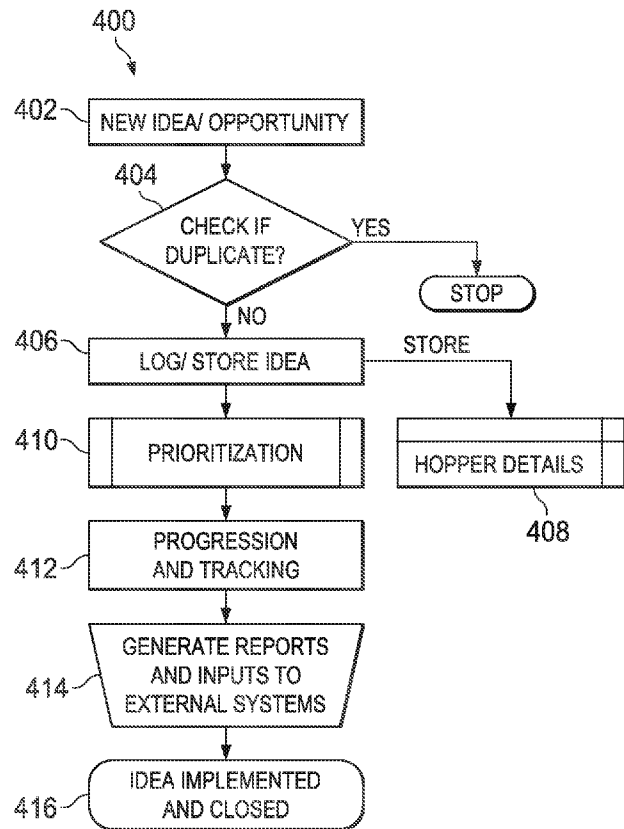 400
402
NEW IDEA/ OPPORTUNITY
404
CHECK IF
DUPLICATE?
YES
STOP
NO
406
LOG/ STORE IDEA
STORE
410
PRIORITIZATION
HOPPER DETAILS
408
412
PROGRESSION
AND TRACKING
414
GENERATE REPORTS
AND INPUTS TO
EXTERNAL SYSTEMS
416
IDEA IMPLEMENTED
AND CLOSED